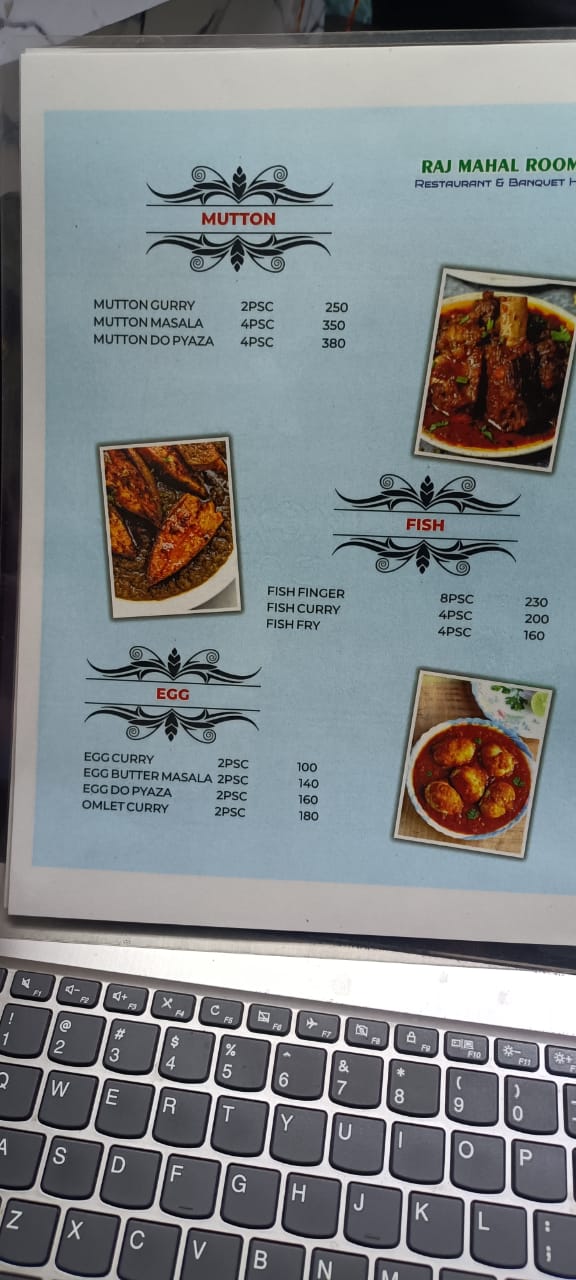 RAJ MAHAL ROOM
RESTAURANT & BANQUET H
MUTTON
MUTTON GURRY 2PSC 250
MUTTON MASALA 4PSC 350
MUTTON DO PYAZA 4PSC 380
FISH
FISH FINGER 8PSC 230
FISH CURRY 4PSC 200
FISH FRY 4PSC 160
EGG
EGG CURRY 2PSC 100
EGG BUTTER MASALA 2PSC 140
EGG DO PYAZA 2PSC 160
OMLET CURRY 2PSC 180
F1 F2 F3 F4 C F5 F6 F7 F8 F9 F10 F11
! 1 @ 2 # 3 $ 4 % 5 ^ 6 & 7 * 8 ( 9 ) 0
Q W E R T Y U I O P
A S D F G H J K L : ;
Z X C V B N M